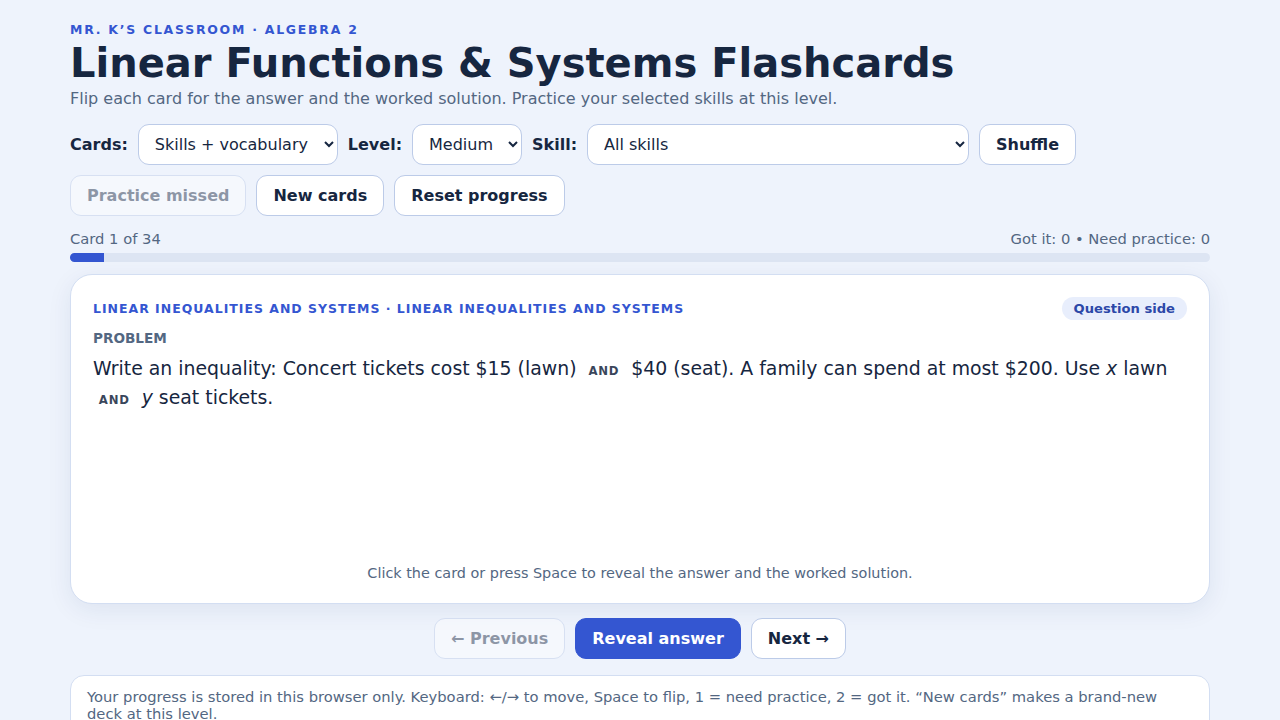 MR. K’S CLASSROOM · ALGEBRA 2
Linear Functions & Systems Flashcards
Flip each card for the answer and the worked solution. Practice your selected skills at this level.
Cards: Skills + vocabulary Level: Medium Skill: All skills Shuffle
Practice missed New cards Reset progress
Card 1 of 34 Got it: 0 • Need practice: 0
LINEAR INEQUALITIES AND SYSTEMS · LINEAR INEQUALITIES AND SYSTEMS Question side
PROBLEM
Write an inequality: Concert tickets cost $15 (lawn) AND $40 (seat). A family can spend at most $200. Use x lawn
AND y seat tickets.
Click the card or press Space to reveal the answer and the worked solution.
← Previous Reveal answer Next →
Your progress is stored in this browser only. Keyboard: ←/→ to move, Space to flip, 1 = need practice, 2 = got it. “New cards” makes a brand-new
deck at this level.